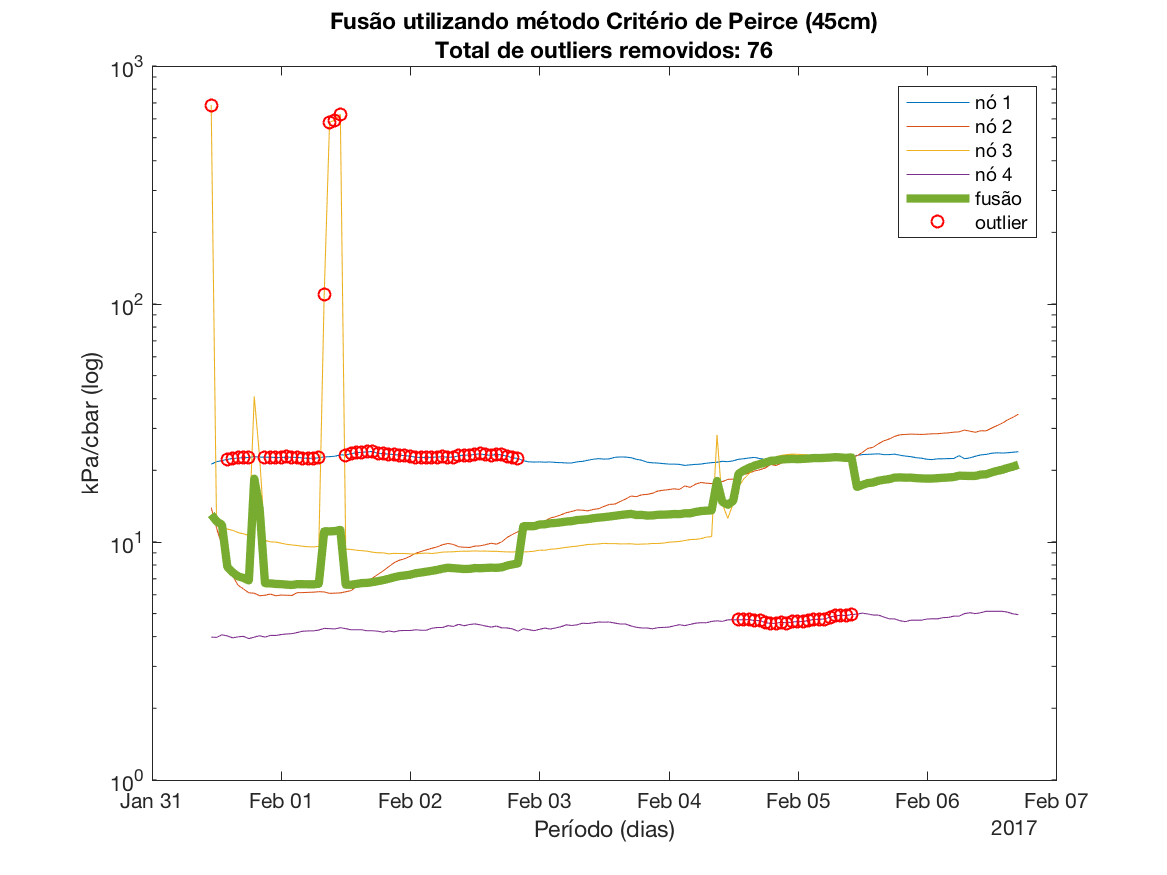 Fusão utilizando método Critério de Peirce (45cm)
Total de outliers removidos: 76
10^3
10^2
10^1
10^0
kPa/cbar (log)
nó 1
nó 2
nó 3
nó 4
fusão
outlier
Jan 31 Feb 01 Feb 02 Feb 03 Feb 04 Feb 05 Feb 06 Feb 07
Período (dias)
2017